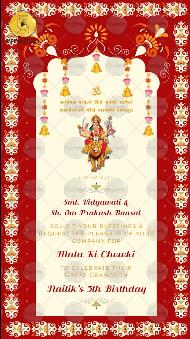 ॐ
Smt. Vidyawati &
Sh. Om Prakash Bansal
SOLICIT YOUR BLESSINGS &
REQUEST THE PLEASURE OF YOUR
COMPANY FOR
Mata Ki Chowki
TO CELEBRATE THEIR
GREAT GRANDSON
Naitik's 5th Birthday